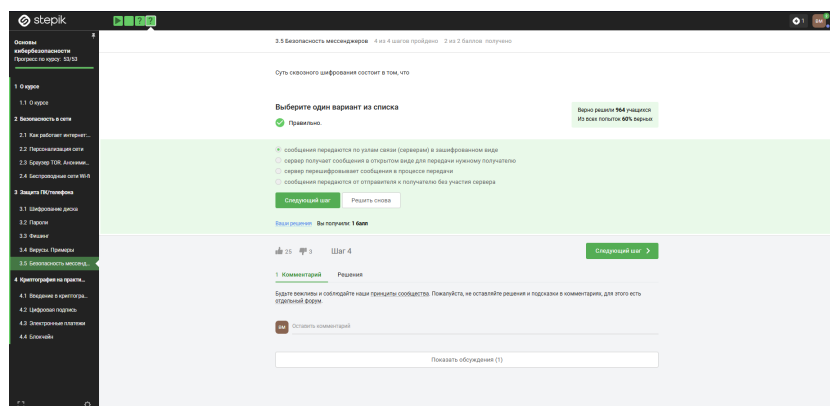 stepik
1
ВМ
Основы
кибербезопасности
Прогресс по курсу: 53/53
1 О курсе
1.1 О курсе
2 Безопасность в сети
2.1 Как работает интернет:...
2.2 Персонализация сети
2.3 Браузер TOR. Аноними...
2.4 Беспроводные сети Wi-fi
3 Защита ПК/телефона
3.1 Шифрование диска
3.2 Пароли
3.3 Фишинг
3.4 Вирусы. Примеры
3.5 Безопасность мессенд...
4 Криптография на практи...
4.1 Введение в криптогра...
4.2 Цифровая подпись
4.3 Электронные платежи
4.4 Блокчейн
3.5 Безопасность мессенджеров 4 из 4 шагов пройдено 2 из 2 баллов получено
Суть сквозного шифрования состоит в том, что
Выберите один вариант из списка
Правильно.
Верно решили 964 учащихся
Из всех попыток 60% верных
сообщения передаются по узлам связи (серверам) в зашифрованном виде
сервер получает сообщения в открытом виде для передачи нужному получателю
сервер перешифровывает сообщения в процессе передачи
сообщения передаются от отправителя к получателю без участия сервера
Следующий шаг Решить снова
Ваши решения Вы получили: 1 балл
25 3 Шаг 4
Следующий шаг
1 Комментарий Решения
Будьте вежливы и соблюдайте наши принципы сообщества. Пожалуйста, не оставляйте решения и подсказки в комментариях, для этого есть
отдельный форум.
ВМ Оставить комментарий
Показать обсуждения (1)